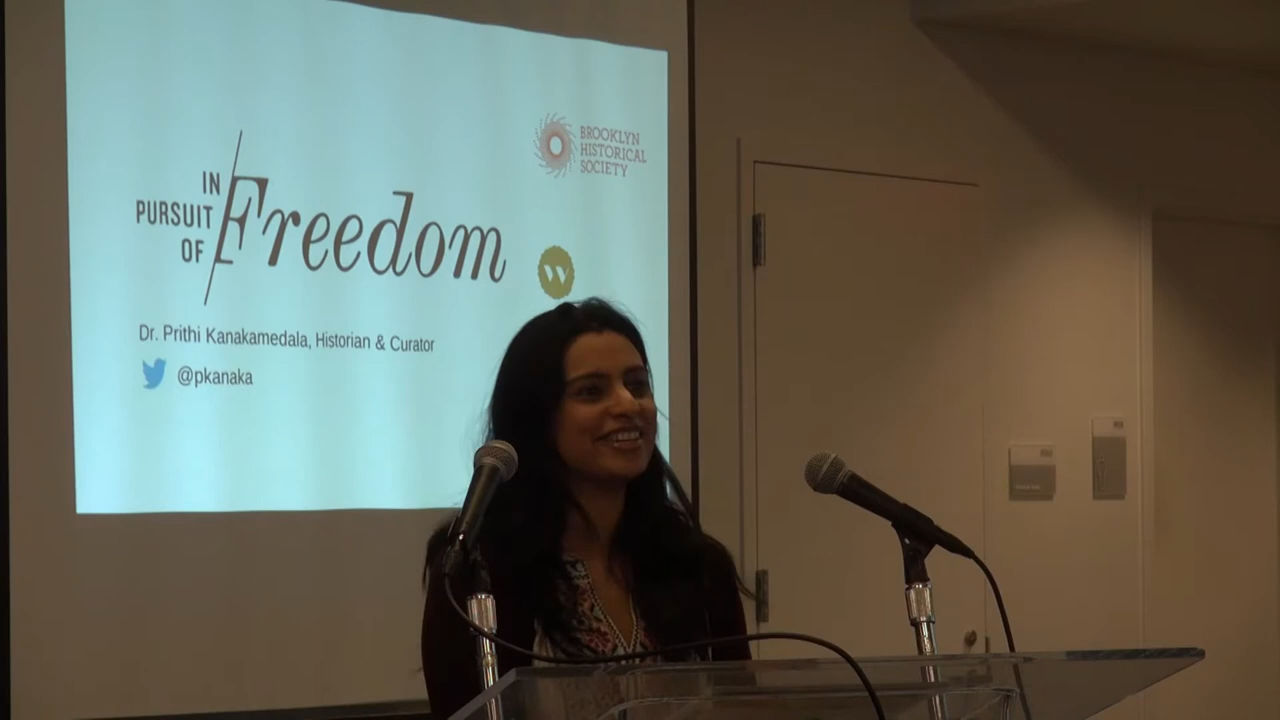 IN
PURSUIT
OF
Freedom
BROOKLYN
HISTORICAL
SOCIETY
W
Dr. Prithi Kanakamedala, Historian & Curator
@pkanaka